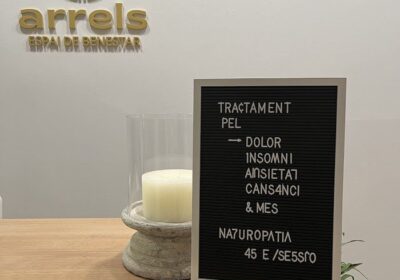 arrels
ESPAI DE BENESTAR
TRACTAMENT
PEL
→ DOLOR
INSOMNI
ANSIETAT
CANSANCI
& MES
NATUROPATIA
45 E /SESSIO